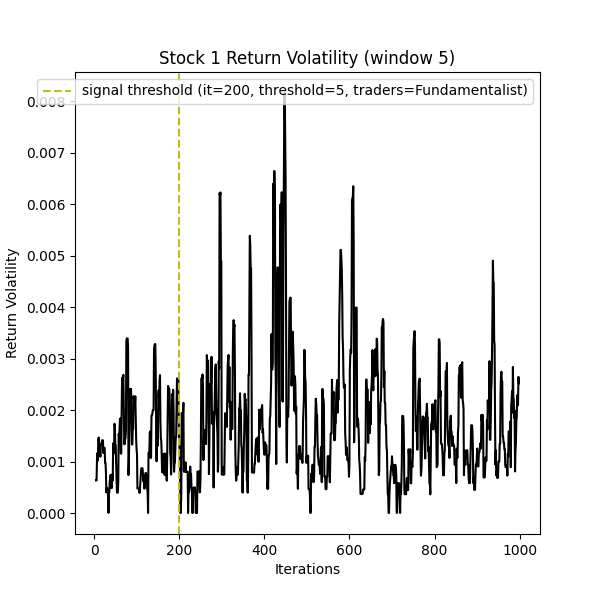 Stock 1 Return Volatility (window 5)
signal threshold (it=200, threshold=5, traders=Fundamentalist)
0.008
0.007
0.006
0.005
0.004
0.003
0.002
0.001
0.000
Return Volatility
0 200 400 600 800 1000
Iterations